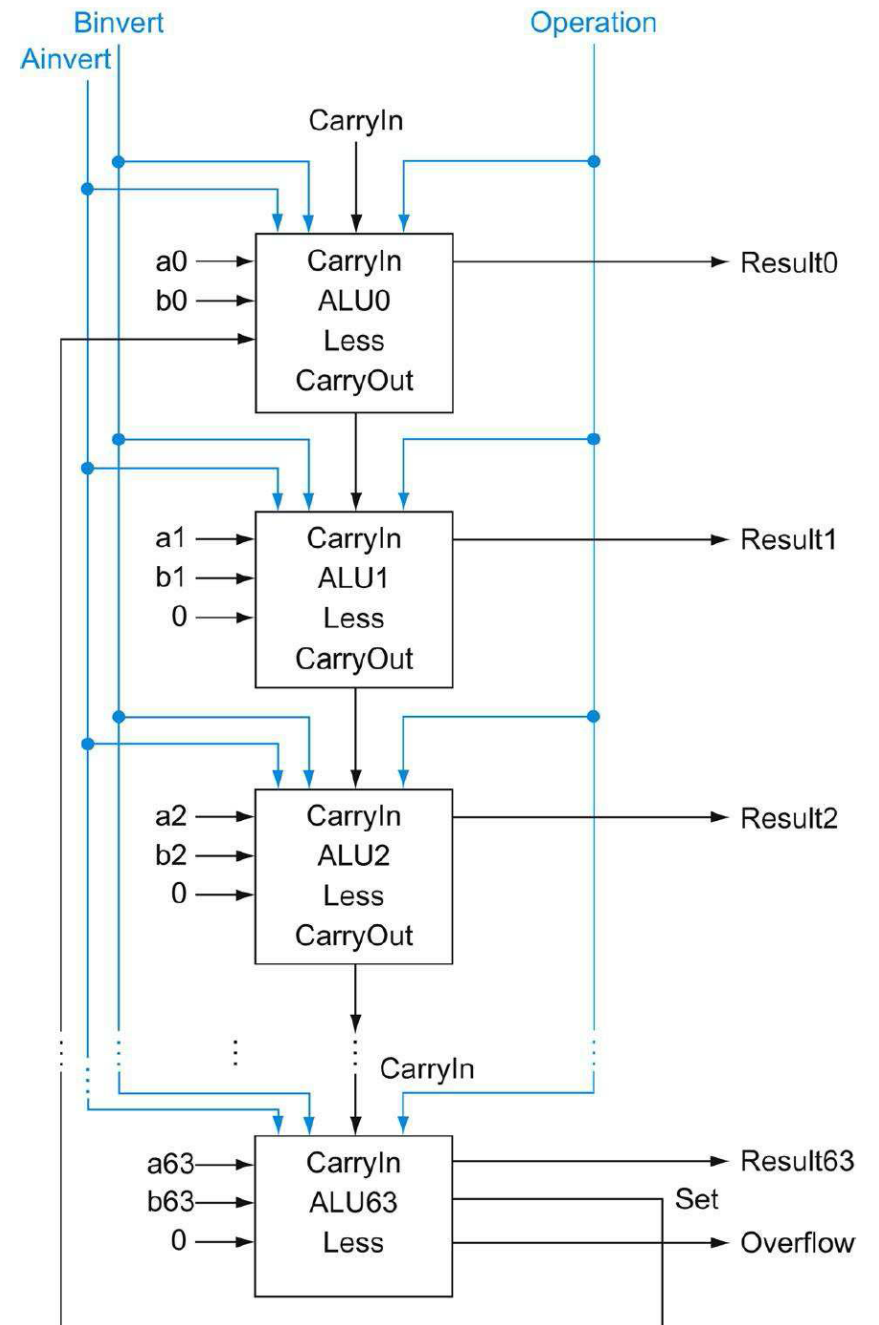 Binvert
Operation
Ainvert
CarryIn
a0
CarryIn
Result0
b0
ALU0
Less
CarryOut
a1
CarryIn
Result1
b1
ALU1
0
Less
CarryOut
a2
CarryIn
Result2
b2
ALU2
0
Less
CarryOut
CarryIn
a63
CarryIn
Result63
b63
ALU63
Set
0
Less
Overflow